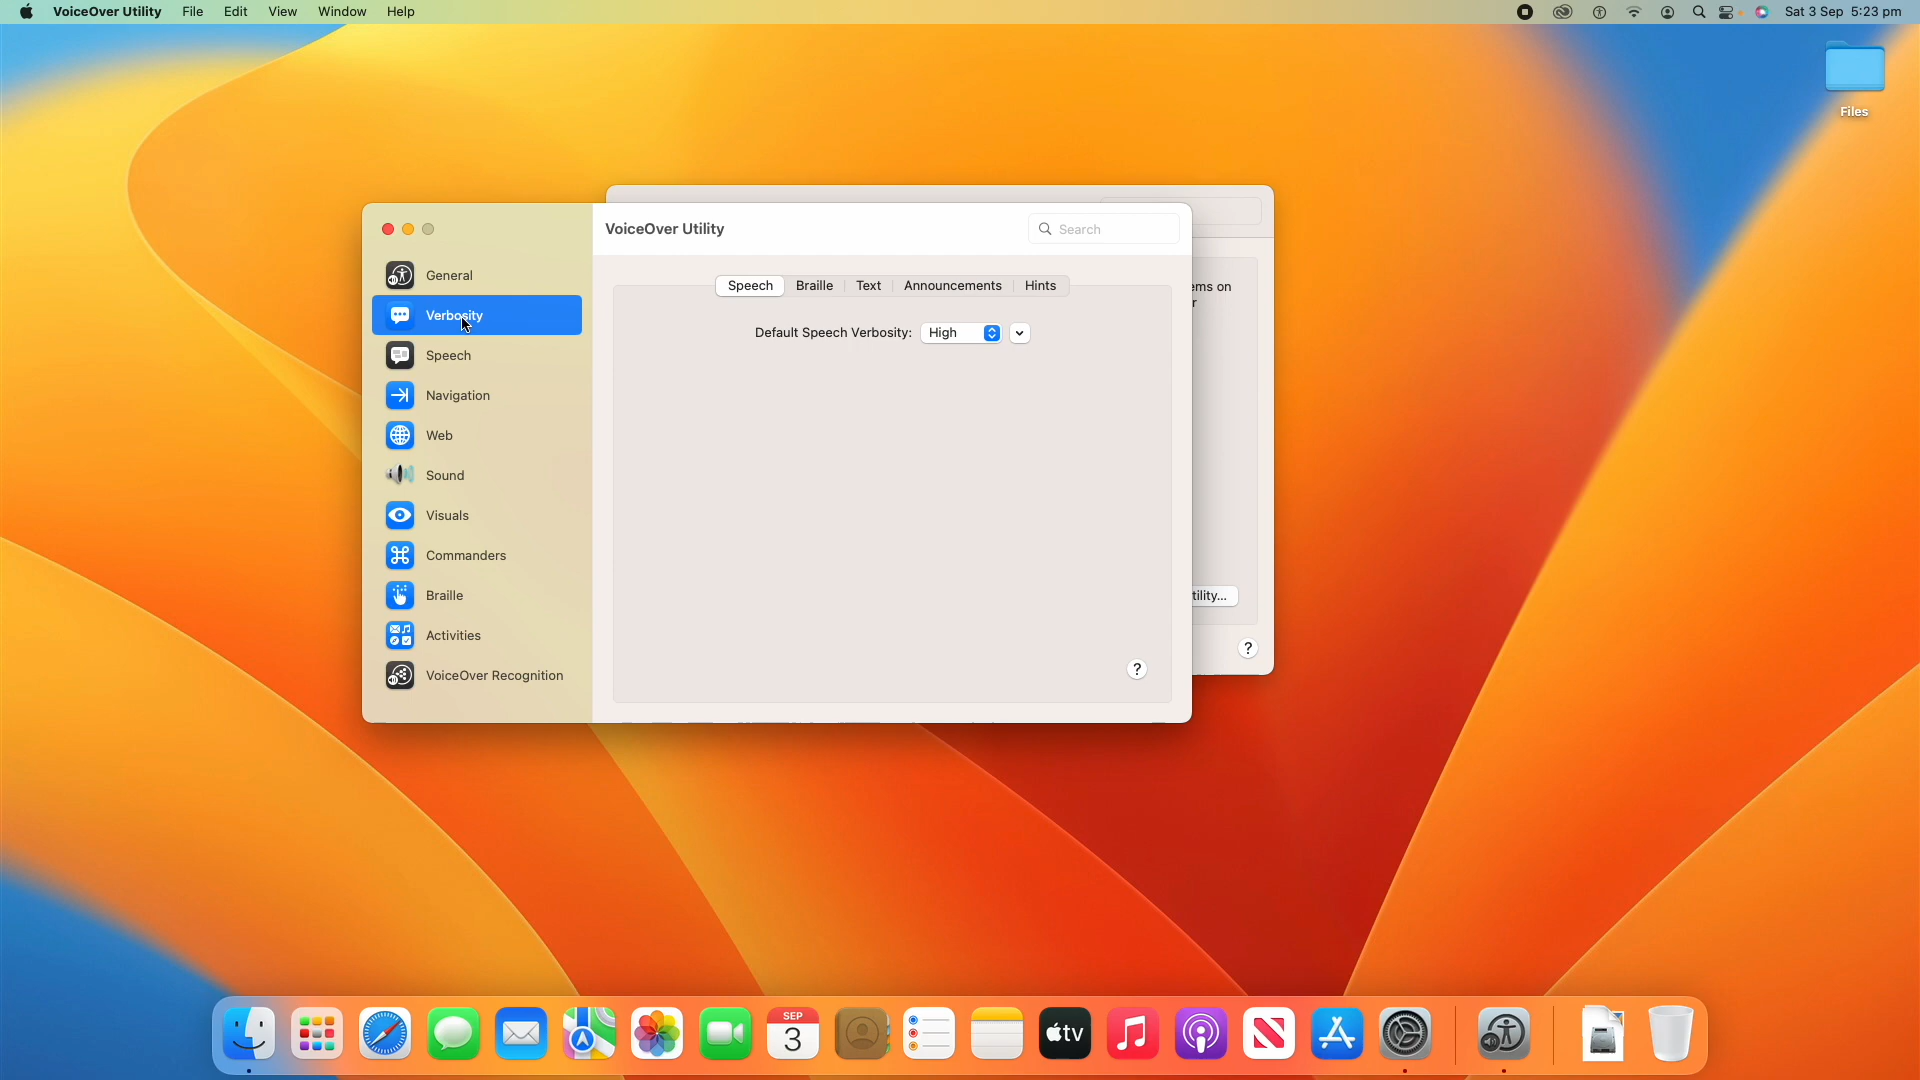 VoiceOver Utility File Edit View Window Help Sat 3 Sep 5:23 pm
Files
VoiceOver Utility Search
General
Verbosity
Speech
Navigation
Web
Sound
Visuals
Commanders
Braille
Activities
VoiceOver Recognition
Speech Braille Text Announcements Hints
Default Speech Verbosity: High
?
ems on
r
tility...
?
SEP
3
tv